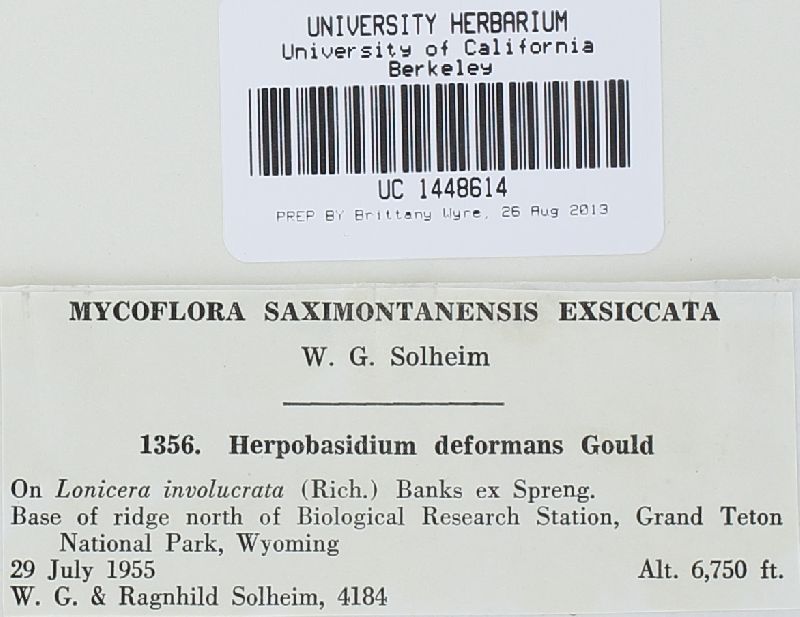 UNIVERSITY HERBARIUM
University of California
Berkeley
UC 1448614
PREP BY Brittany Wyre, 26 Aug 2013
MYCOFLORA SAXIMONTANENSIS EXSICCATA
W. G. Solheim
1356. Herpobasidium deformans Gould
On Lonicera involucrata (Rich.) Banks ex Spreng.
Base of ridge north of Biological Research Station, Grand Teton
National Park, Wyoming
29 July 1955 Alt. 6,750 ft.
W. G. & Ragnhild Solheim, 4184